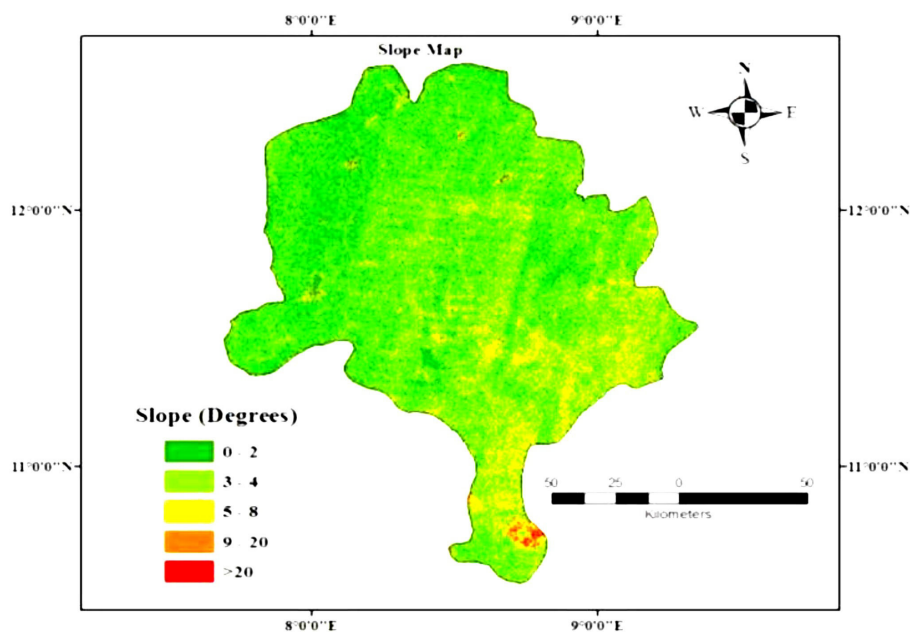 8°0'0"E 9°0'0"E
Slope Map
N
W E
S
12°0'0"N 12°0'0"N
Slope (Degrees)
0 - 2
3 - 4
5 - 8
9 - 20
>20
11°0'0"N 11°0'0"N
50 25 0 50
Kilometers
8°0'0"E 9°0'0"E